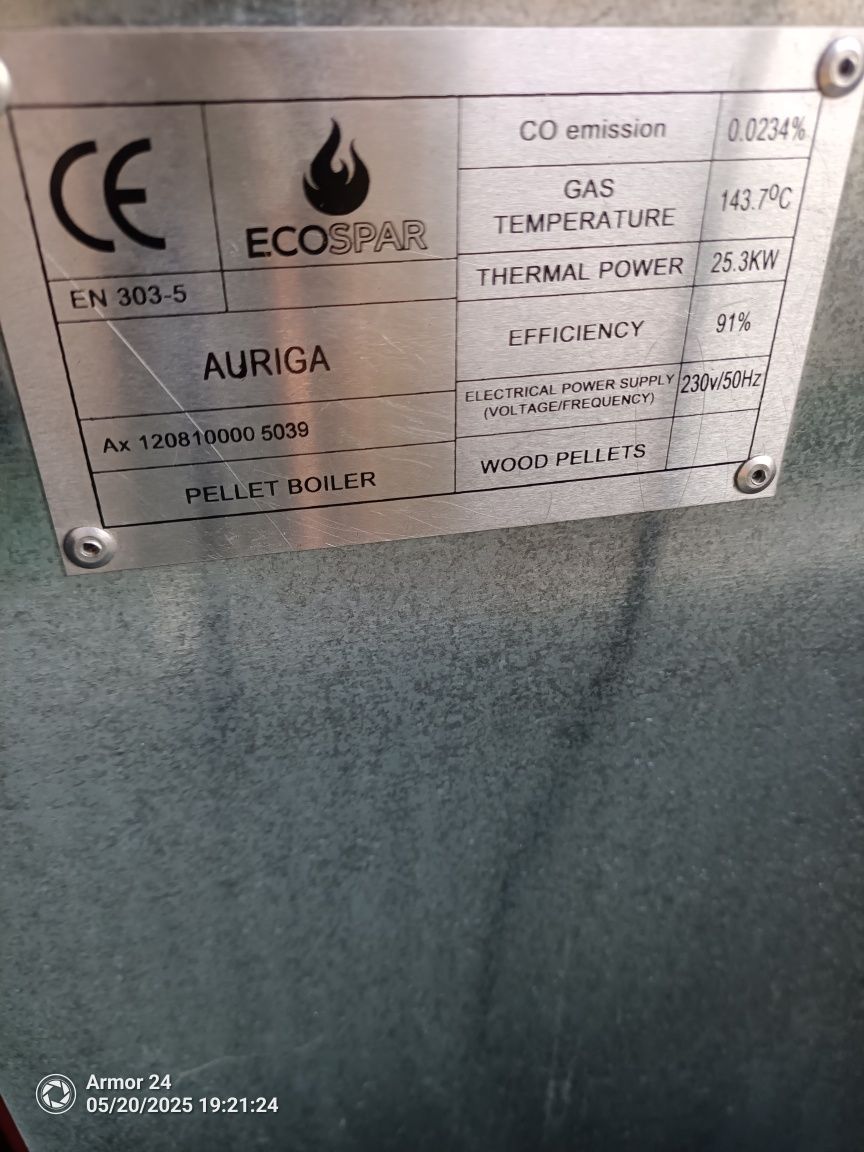 CE
ECOSPAR
EN 303-5
AURIGA
Ax 120810000 5039
PELLET BOILER
CO emission 0.0234%
GAS
TEMPERATURE 143.7ºC
THERMAL POWER 25.3KW
EFFICIENCY 91%
ELECTRICAL POWER SUPPLY
(VOLTAGE/FREQUENCY) 230v/50Hz
WOOD PELLETS
Armor 24
05/20/2025 19:21:24